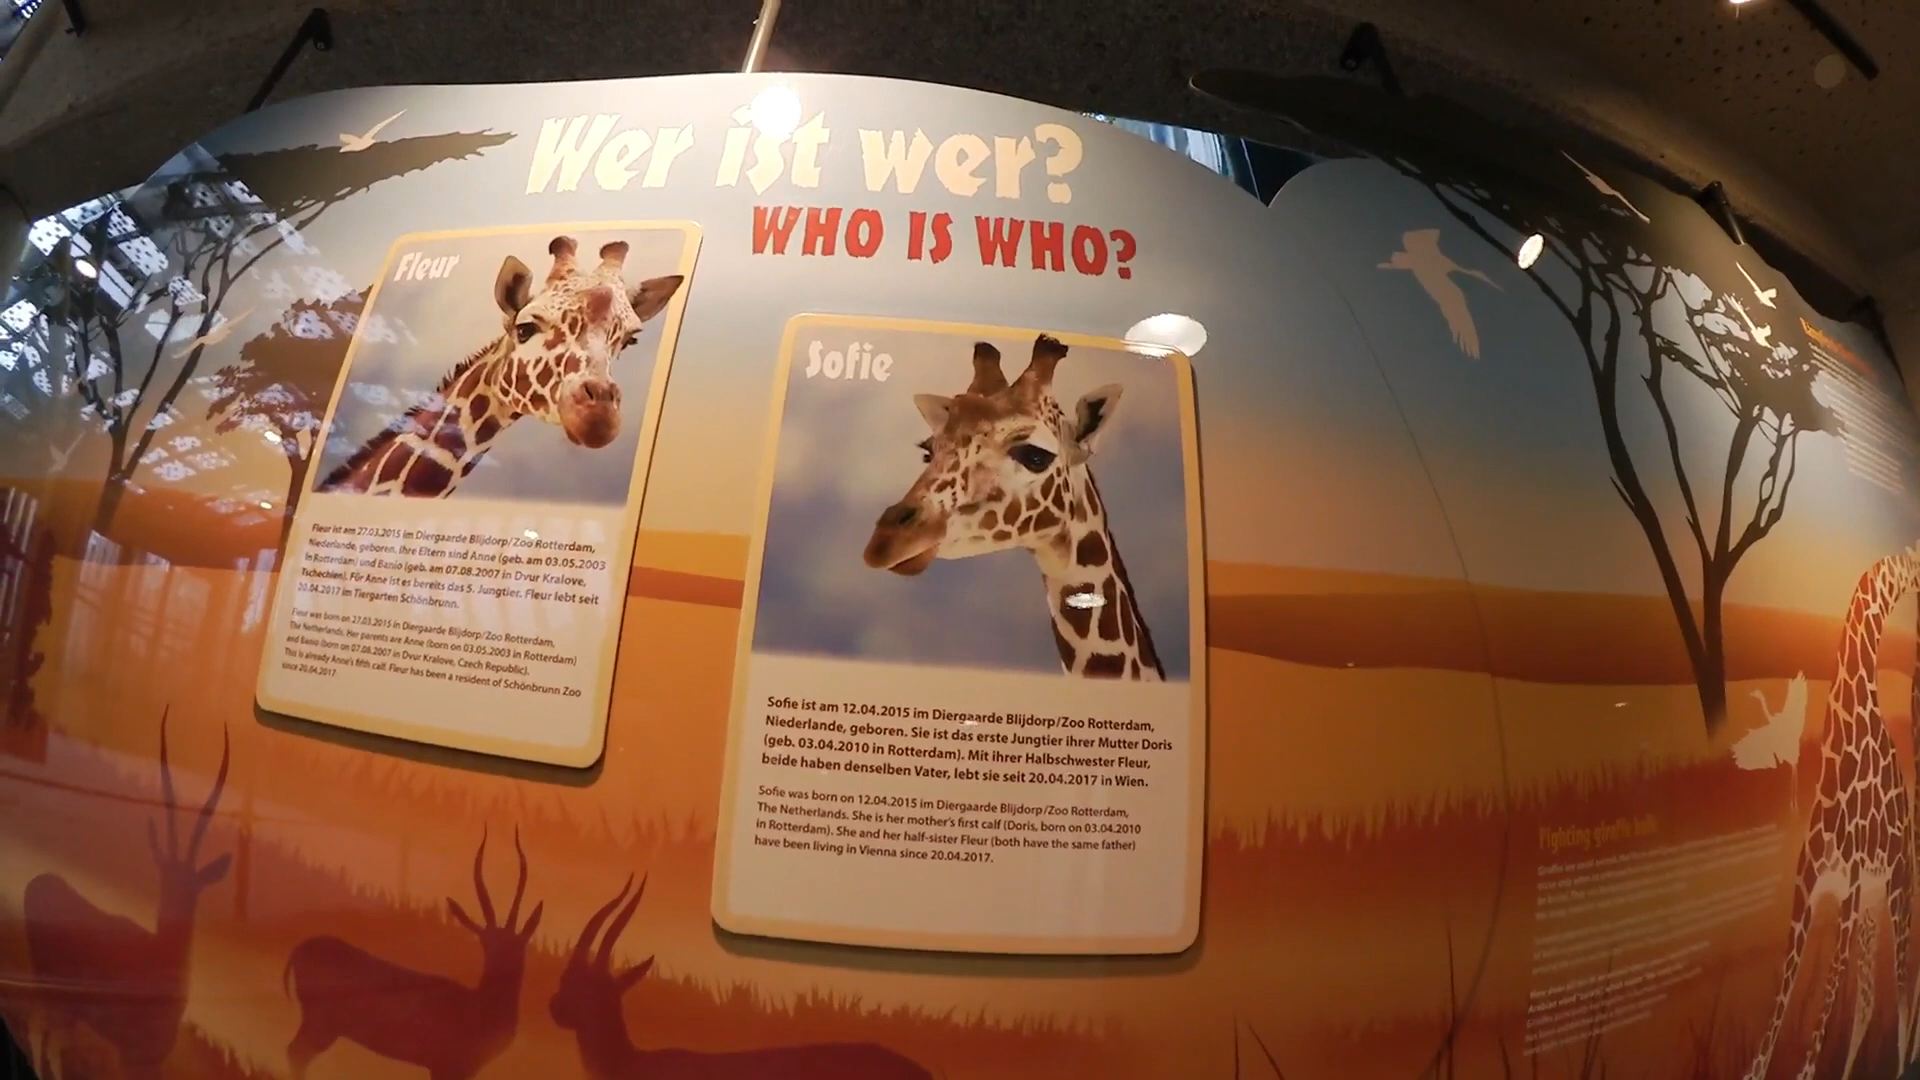 Wer ist wer?
WHO IS WHO?
Fleur
Fleur ist am 27.03.2015 im Diergaarde Blijdorp/Zoo Rotterdam,
Niederlande, geboren. Ihre Eltern sind Anne (geb. am 03.05.2003
in Rotterdam) und Banio (geb. am 07.08.2007 in Dvur Kralove,
Tschechien). Für Anne ist es bereits das 5. Jungtier. Fleur lebt seit
20.04.2017 im Tiergarten Schönbrunn.
Fleur was born on 27.03.2015 in Diergaarde Blijdorp/Zoo Rotterdam,
The Netherlands. Her parents are Anne (born on 03.05.2003 in Rotterdam)
and Banio (born on 07.08.2007 in Dvur Kralove, Czech Republic).
This is already Anne's fifth calf. Fleur has been a resident of Schönbrunn Zoo
since 20.04.2017.
Sofie
Sofie ist am 12.04.2015 im Diergaarde Blijdorp/Zoo Rotterdam,
Niederlande, geboren. Sie ist das erste Jungtier ihrer Mutter Doris
(geb. 03.04.2010 in Rotterdam). Mit ihrer Halbschwester Fleur,
beide haben denselben Vater, lebt sie seit 20.04.2017 in Wien.
Sofie was born on 12.04.2015 im Diergaarde Blijdorp/Zoo Rotterdam,
The Netherlands. She is her mother's first calf (Doris, born on 03.04.2010
in Rotterdam). She and her half-sister Fleur (both have the same father)
have been living in Vienna since 20.04.2017.
Fighting giraffe bulls